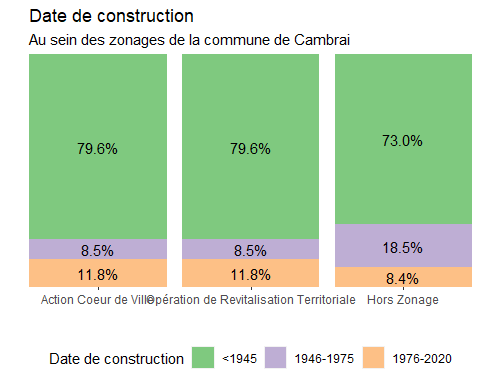 Date de construction
Au sein des zonages de la commune de Cambrai
79.6% 79.6% 73.0%
8.5% 8.5% 18.5%
11.8% 11.8% 8.4%
Action Coeur de Ville Opération de Revitalisation Territoriale Hors Zonage
Date de construction <1945 1946-1975 1976-2020